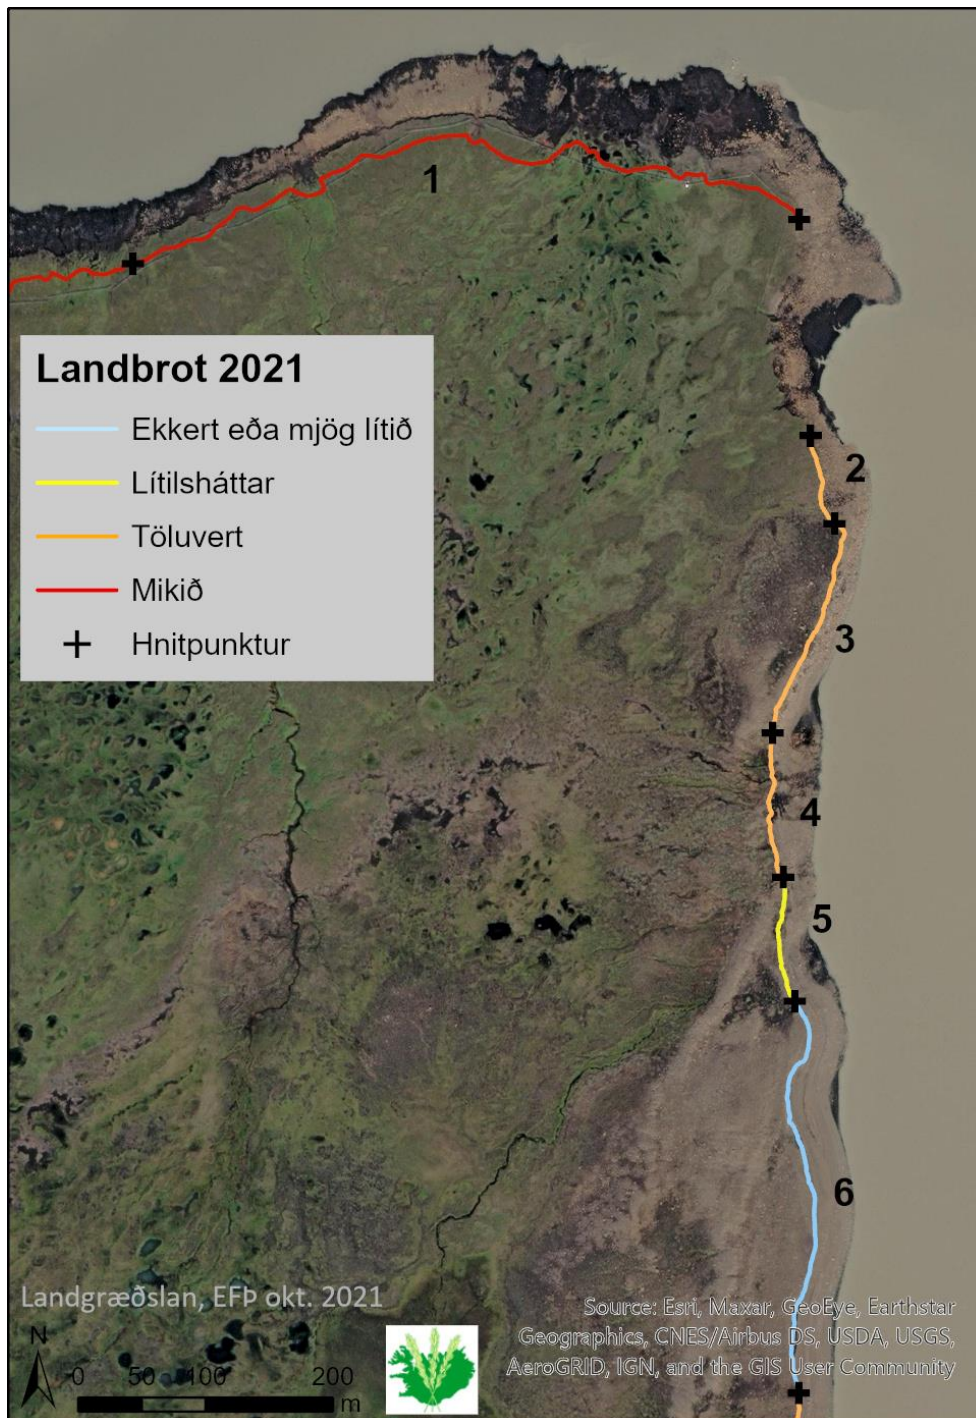 1
Landbrot 2021
Ekkert eða mjög lítið
Lítilsháttar
Töluvert
Mikið
Hnitpunktur
2
3
4
5
6
Landgræðslan, EFÞ okt. 2021
Source: Esri, Maxar, GeoEye, Earthstar
Geographics, CNES/Airbus DS, USDA, USGS,
AeroGRID, IGN, and the GIS User Community
N
0 50 100 200
m